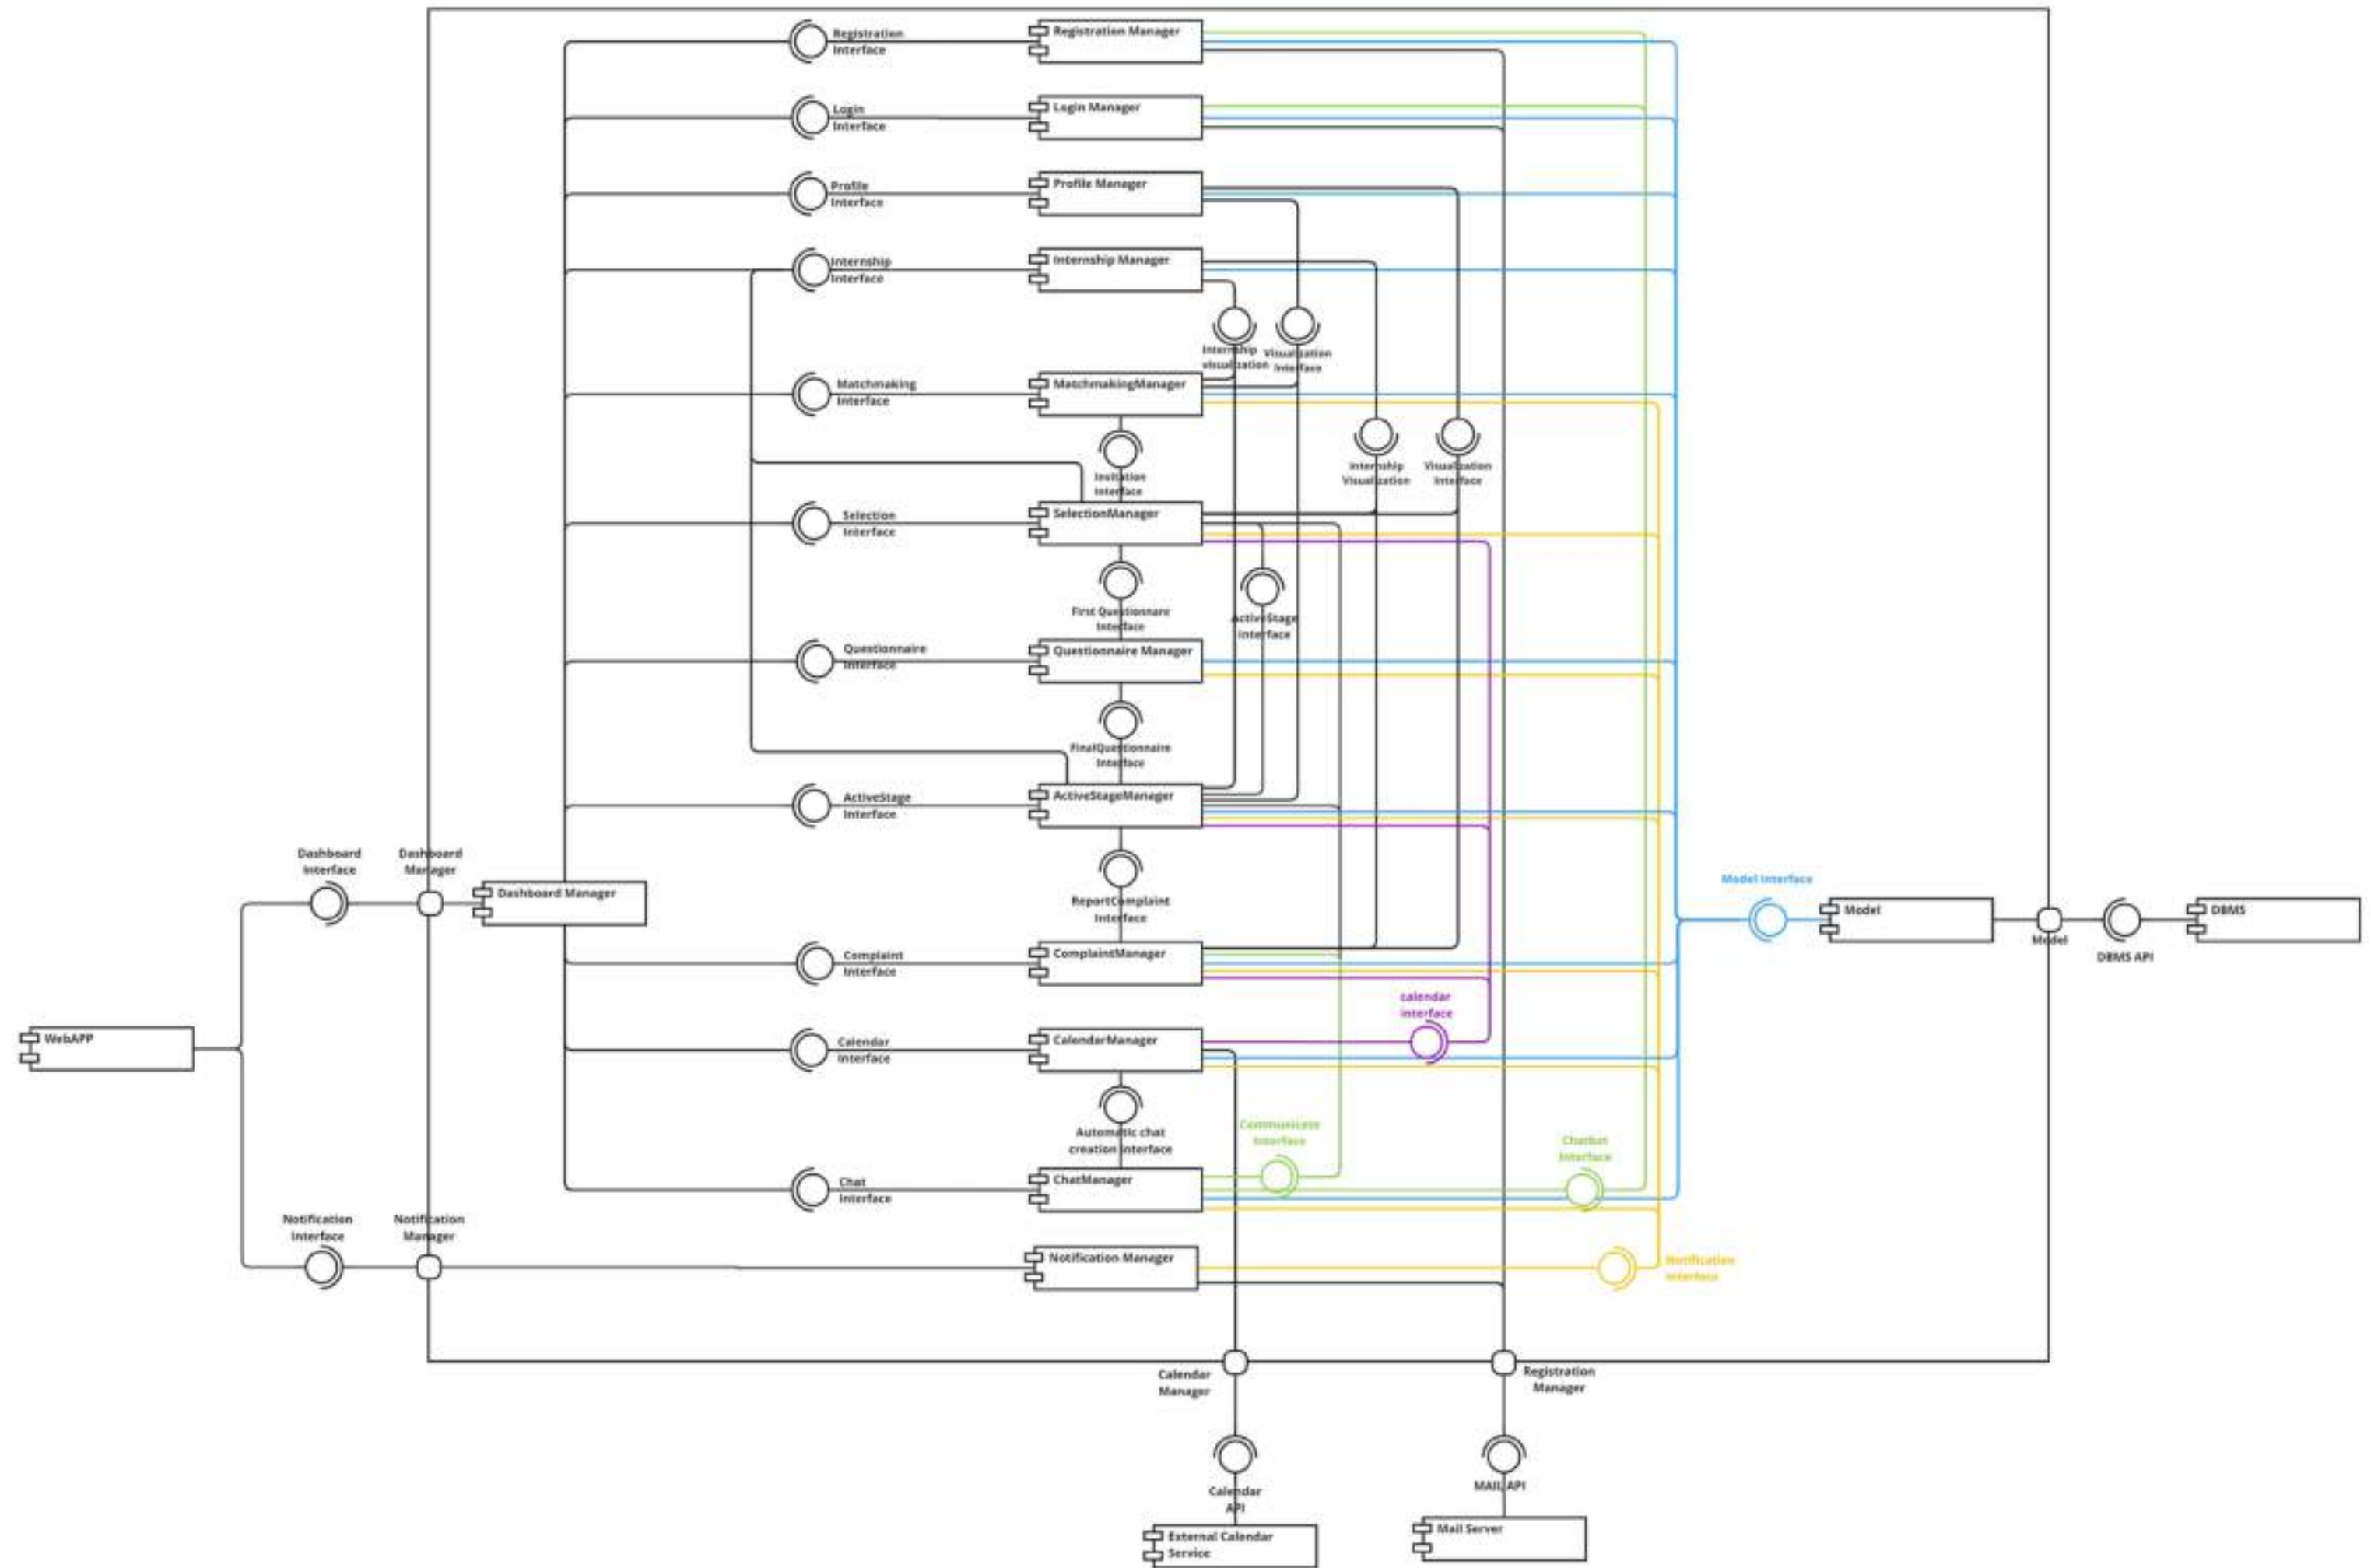 Registration
Interface
Registration Manager
Login
Interface
Login Manager
Profile
Interface
Profile Manager
Internship
Interface
Internship Manager
Internship
visualization
Visualization
Interface
Matchmaking
Interface
MatchmakingManager
Invitation
Interface
Internship
Visualization
Visualization
Interface
Selection
Interface
SelectionManager
First Questionnare
Interface
ActiveStage
Interface
Questionnaire
Interface
Questionnaire Manager
FinalQuestionnaire
Interface
ActiveStage
Interface
ActiveStageManager
Dashboard
Interface
Dashboard
Manager
Dashboard Manager
ReportComplaint
Interface
Model Interface
Model
Model
DBMS
DBMS API
Complaint
Interface
ComplaintManager
calendar
interface
WebAPP
Calendar
Interface
CalendarManager
Automatic chat
creation interface
Communicate
Interface
Chatbot
Interface
Chat
Interface
ChatManager
Notification
Interface
Notification
Manager
Notification Manager
Notification
Interface
Calendar
Manager
Registration
Manager
Calendar
API
MAIL API
External Calendar
Service
Mail Server